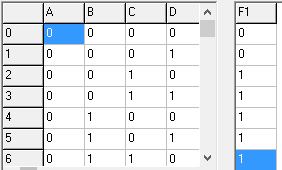 A B C D F1
0 0 0 0 0 0
1 0 0 0 1 0
2 0 0 1 0 1
3 0 0 1 1 1
4 0 1 0 0 1
5 0 1 0 1 1
6 0 1 1 0 1